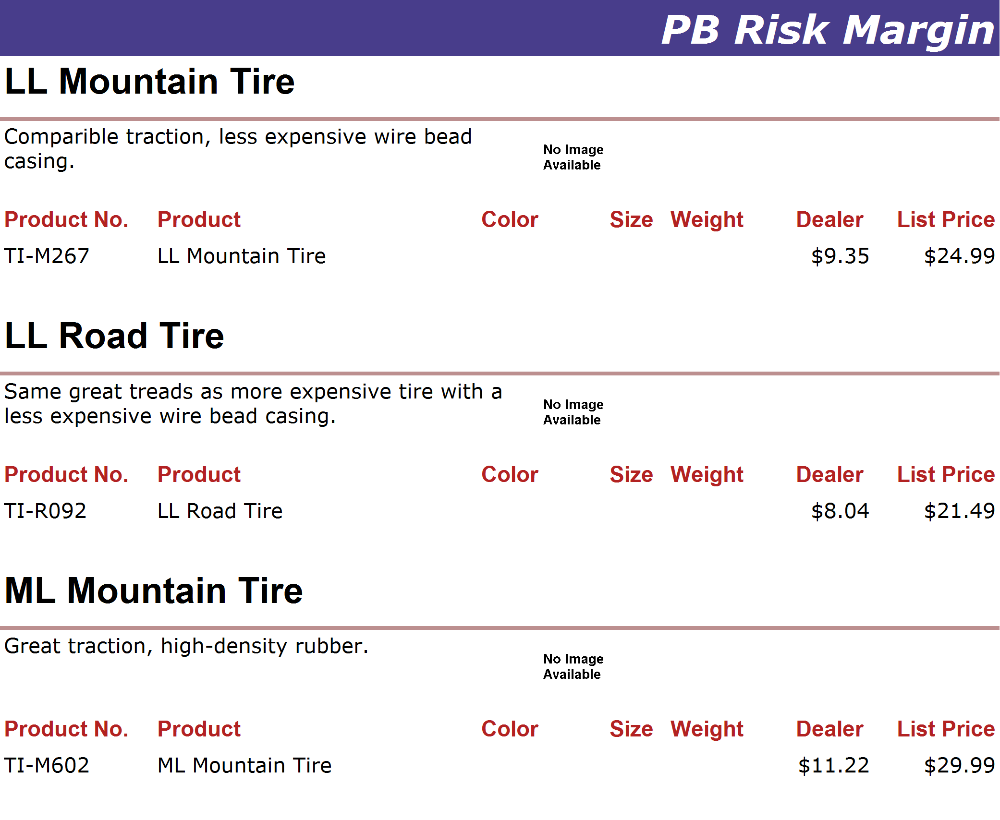 PB Risk Margin
LL Mountain Tire
Comparible traction, less expensive wire bead
casing.
No Image
Available
Product No. Product Color Size Weight Dealer List Price
TI-M267 LL Mountain Tire $9.35 $24.99
LL Road Tire
Same great treads as more expensive tire with a
less expensive wire bead casing.
No Image
Available
Product No. Product Color Size Weight Dealer List Price
TI-R092 LL Road Tire $8.04 $21.49
ML Mountain Tire
Great traction, high-density rubber.
No Image
Available
Product No. Product Color Size Weight Dealer List Price
TI-M602 ML Mountain Tire $11.22 $29.99